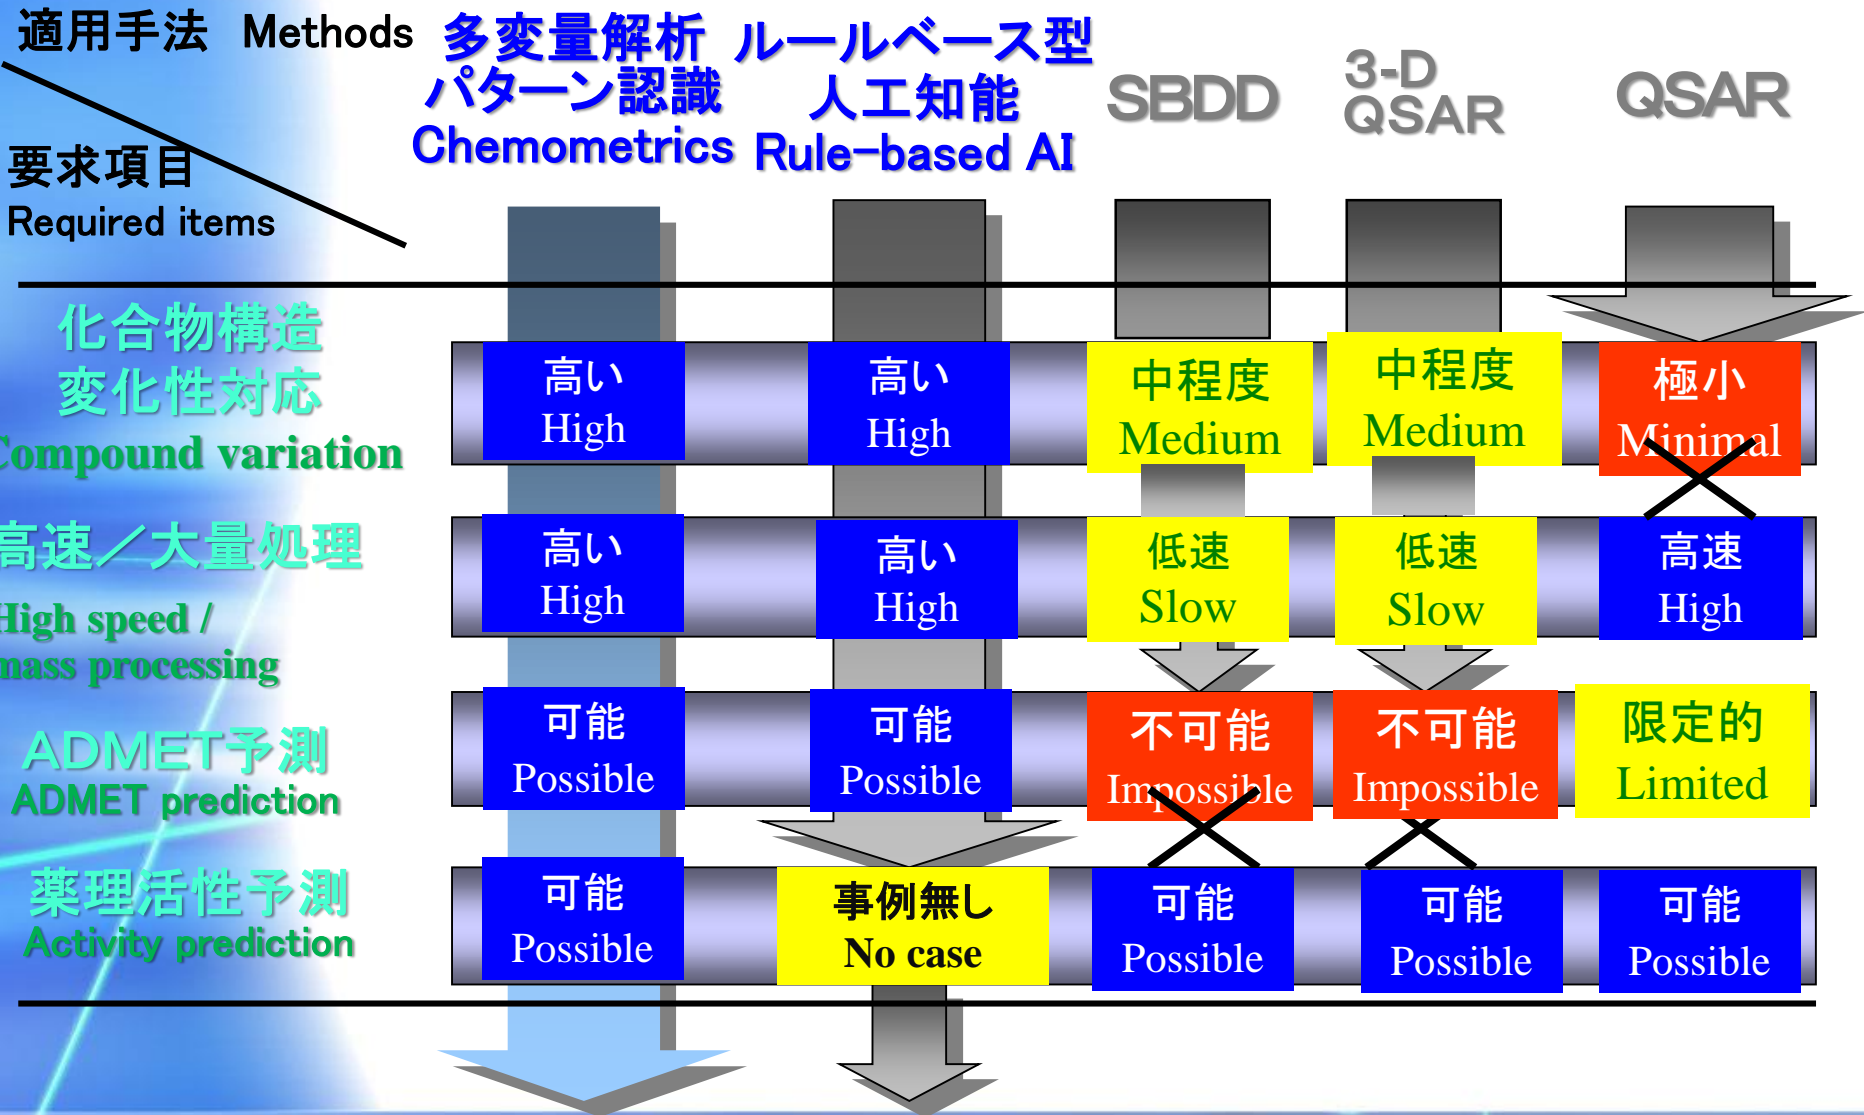 適用手法 Methods
多変量解析
パターン認識
Chemometrics
ルールベース型
人工知能
Rule-based AI
SBDD
3-D
QSAR
QSAR
要求項目
Required items
化合物構造
変化性対応
Compound variation
高い
High
高い
High
中程度
Medium
中程度
Medium
極小
Minimal
高速／大量処理
High speed /
mass processing
高い
High
高い
High
低速
Slow
低速
Slow
高速
High
ADMET予測
ADMET prediction
可能
Possible
可能
Possible
不可能
Impossible
不可能
Impossible
限定的
Limited
薬理活性予測
Activity prediction
可能
Possible
事例無し
No case
可能
Possible
可能
Possible
可能
Possible